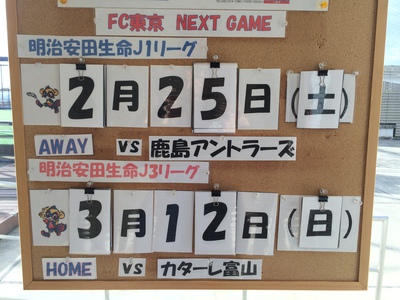 FC東京 NEXT GAME
明治安田生命J1リーグ
2月25日(土)
AWAY VS 鹿島アントラーズ
明治安田生命J3リーグ
3月12日(日)
HOME VS カターレ富山